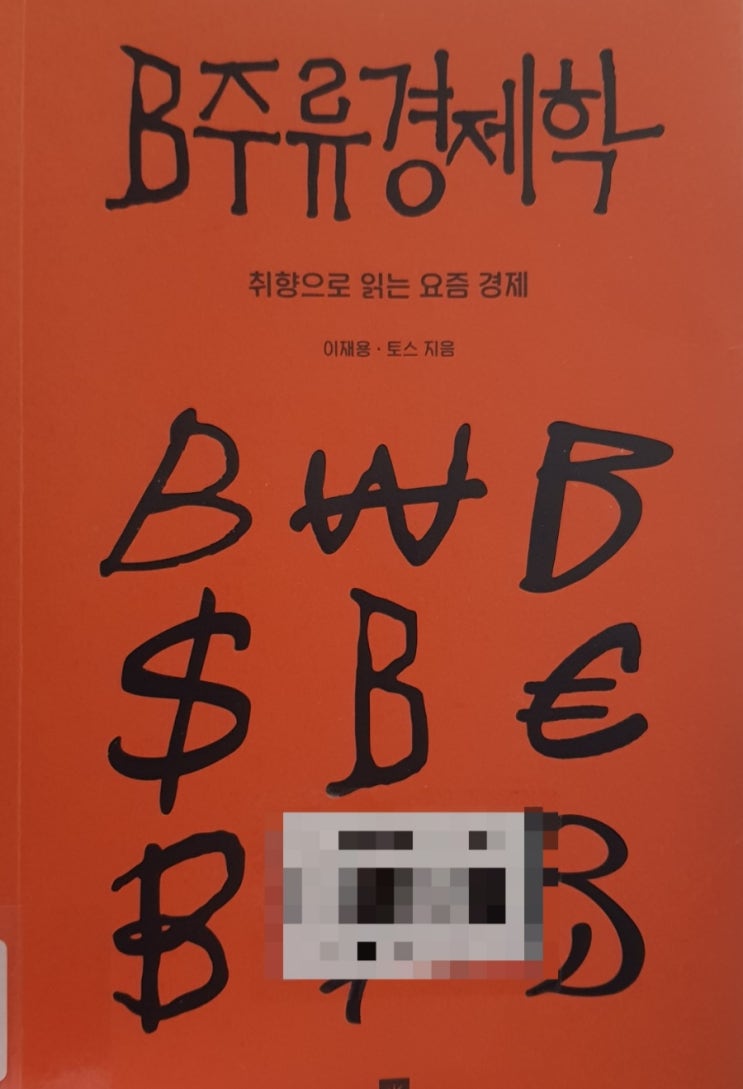 B주류경제학
취향으로 읽는 요즘 경제
이재용 · 토스 지음
B ₩ B
$ B €
B B